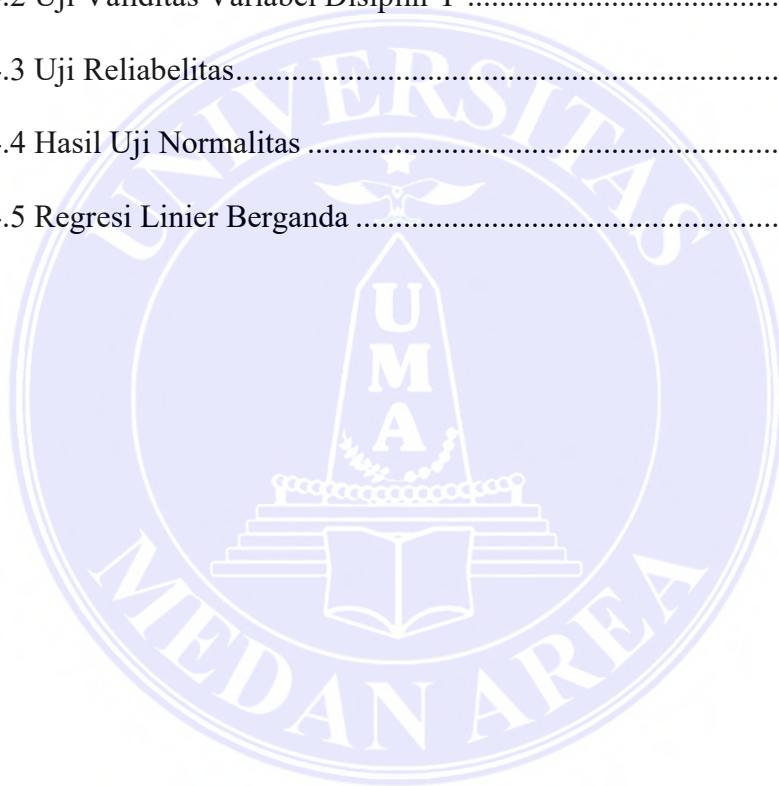 .2 Uji Validitas Variabel Disiplin Y ........................................
.3 Uji Reliabelitas....................................................................
.4 Hasil Uji Normalitas ...........................................................
.5 Regresi Linier Berganda .....................................................
UNIVERSITAS
U
M
A
MEDAN AREA